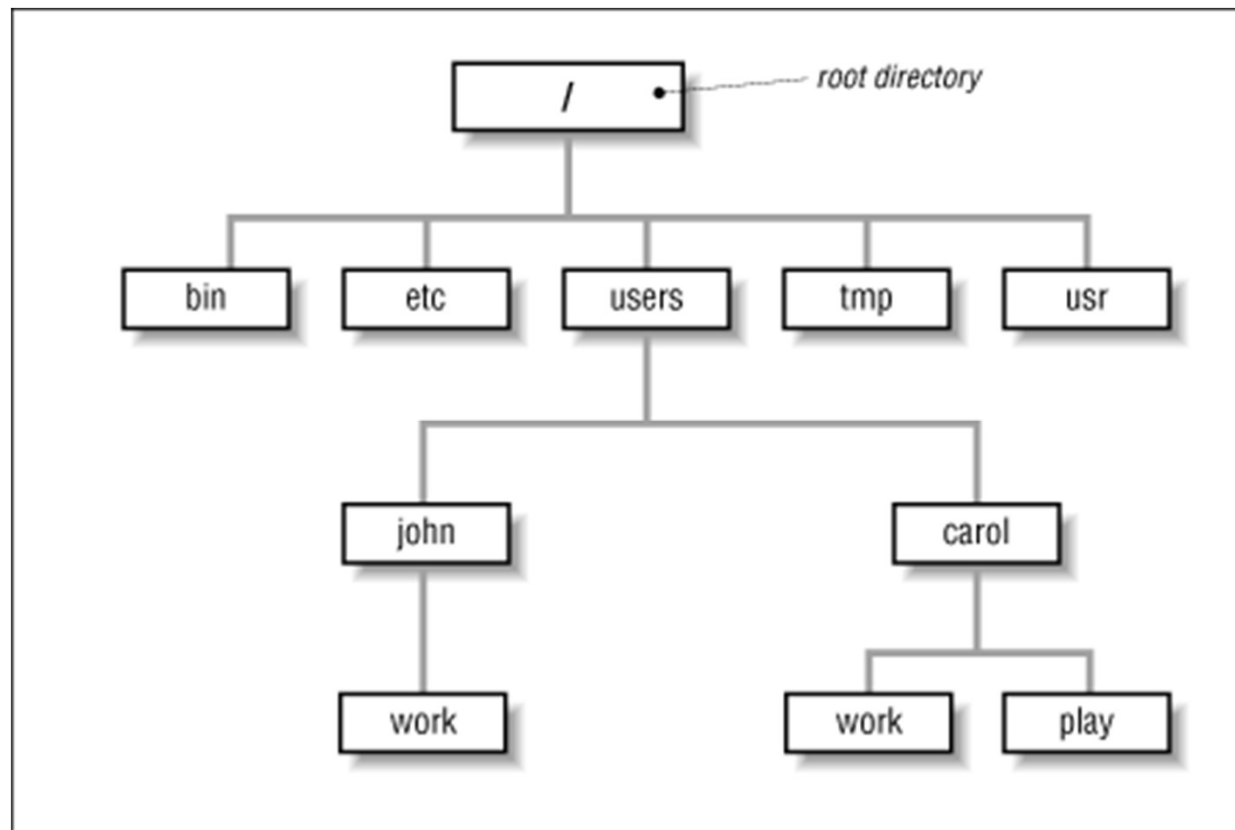 /
root directory
bin etc users tmp usr
john carol
work work play